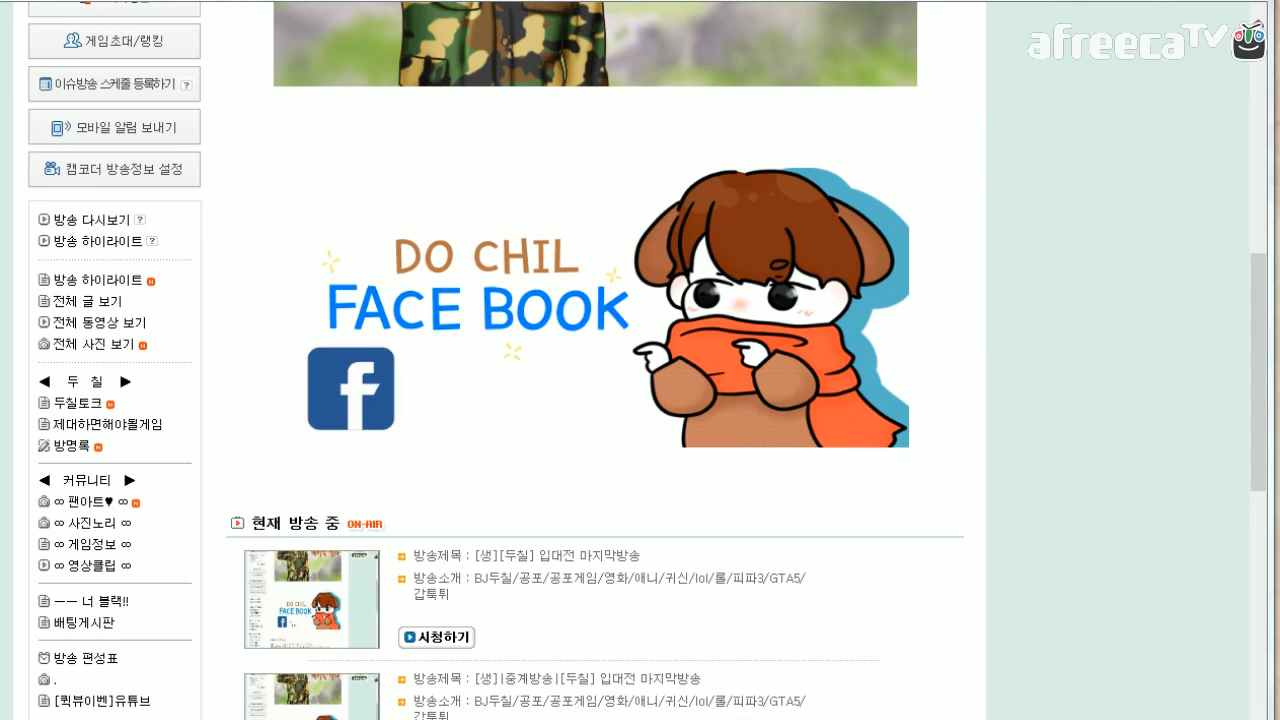 afreecaTV
게임초대/랭킹
이슈방송 스케줄 등록하기 ?
모바일 알림 보내기
캠코더 방송정보 설정
방송 다시보기 ?
방송 하이라이트 ?
방송 하이라이트 N
전체 글 보기
전체 동영상 보기
전체 사진 보기 N
◀ 두 칠 ▶
두칠토크 N
제대하면해야될게임
방명록 N
◀ 커뮤니티 ▶
∞ 팬아트♥ ∞ N
∞ 사진노리 ∞
∞ 게임정보 ∞
∞ 영상클립 ∞
── 너 블랙!!
배틀 게시판
방송 편성표
.
[퀵뷰이벤]유튜브
DO CHIL
FACE BOOK
f
현재 방송 중 ON-AIR
방송제목 : [생][두칠] 입대전 마지막방송
방송소개 : BJ두칠/공포/공포게임/영화/애니/귀신/lol/롤/피파3/GTA5/
갑툭튀
시청하기
방송제목 : [생]|중계방송|[두칠] 입대전 마지막방송
방송소개 : BJ두칠/공포/공포게임/영화/애니/귀신/lol/롤/피파3/GTA5/
갑툭튀